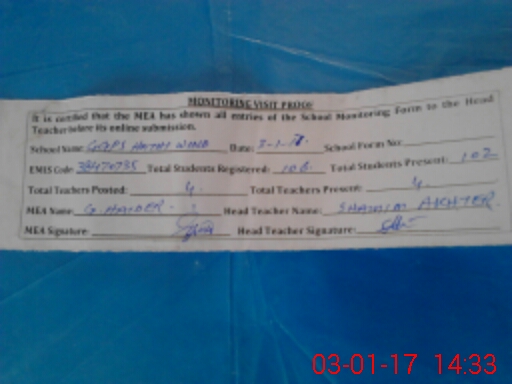 MONITORING VISIT PROOF
It is certified that the MEA has shown all entries of the School Monitoring Form to the Head
Teacher before its online submission.
School Name: GGPS HATHI WIND Date: 3-1-17. School Form No:
EMIS Code 38470735 Total Students Registered: 106. Total Students Present: 102
Total Teachers Posted: 4. Total Teachers Present: 4.
MEA Name: G. HAIDER Head Teacher Name: SHAMIM AKHTER.
MEA Signature: Head Teacher Signature:
03-01-17 14:33